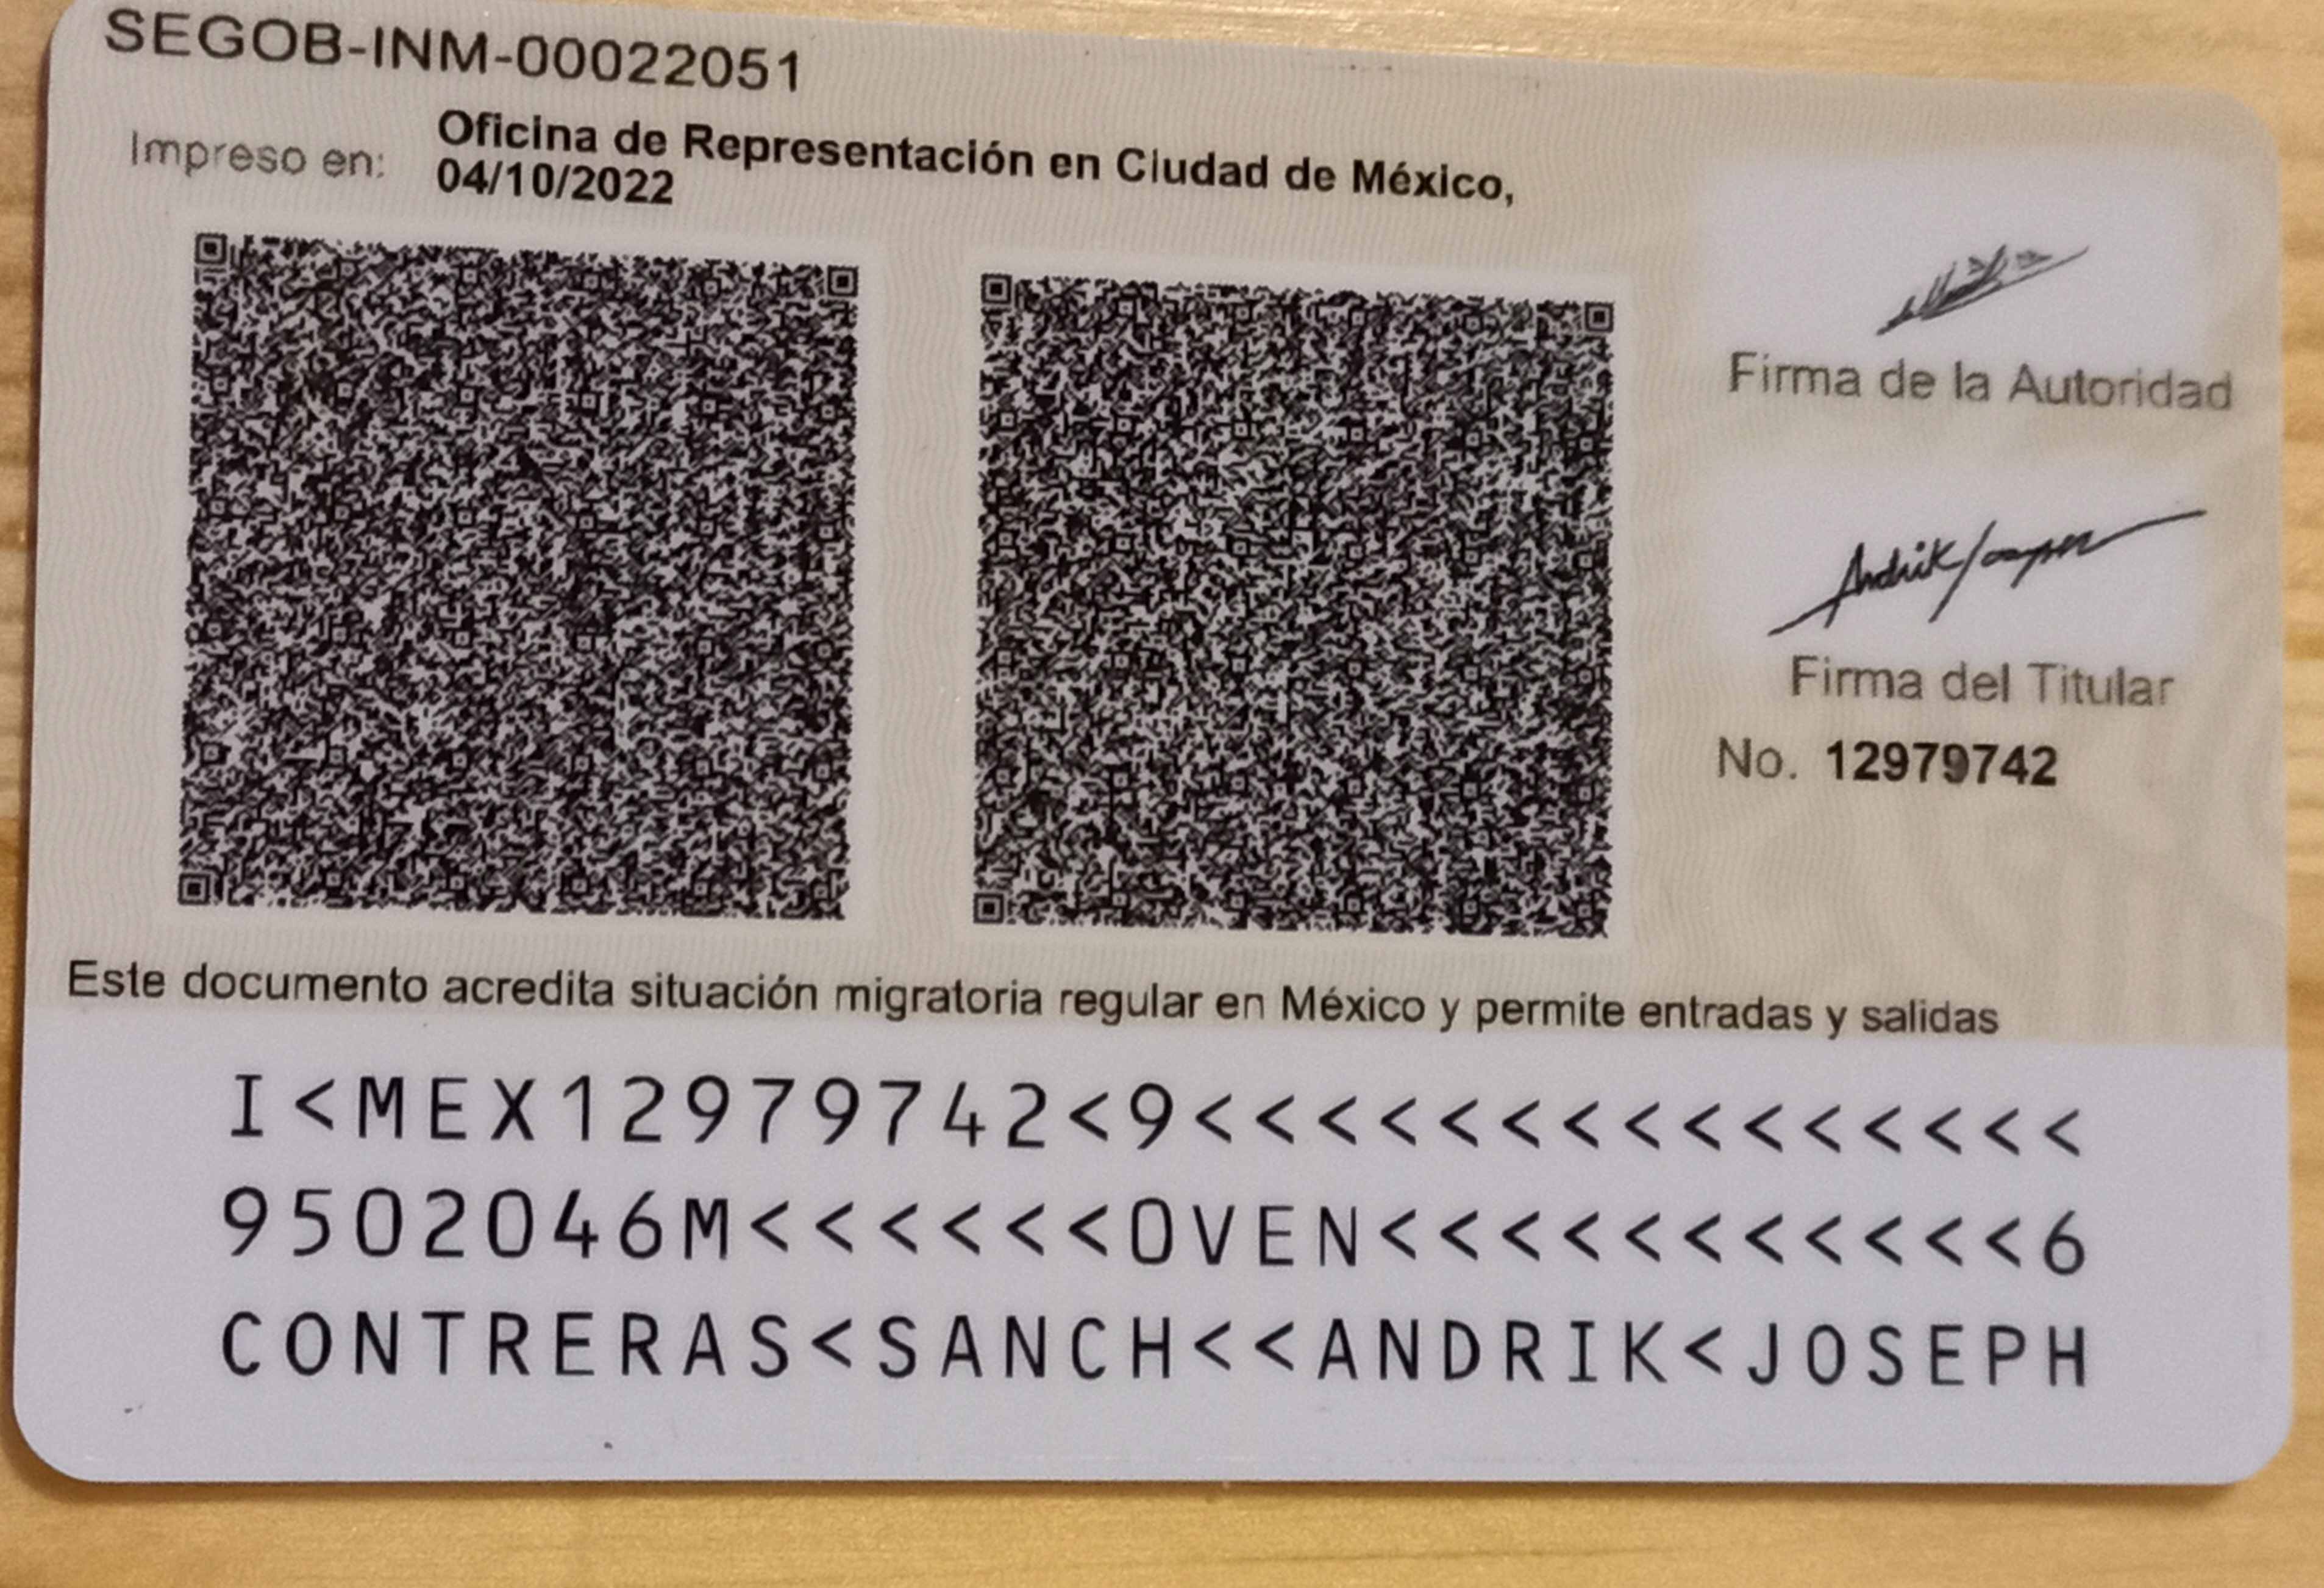 SEGOB-INM-00022051
Impreso en: Oficina de Representación en Ciudad de México,
04/10/2022
Firma de la Autoridad
Andrik
Firma del Titular
No. 12979742
Este documento acredita situación migratoria regular en México y permite entradas y salidas
I<MEX12979742<9<<<<<<<<<<<<<<<
9502046M<<<<<<OVEN<<<<<<<<<<<6
CONTRERAS<SANCH<<ANDRIK<JOSEPH